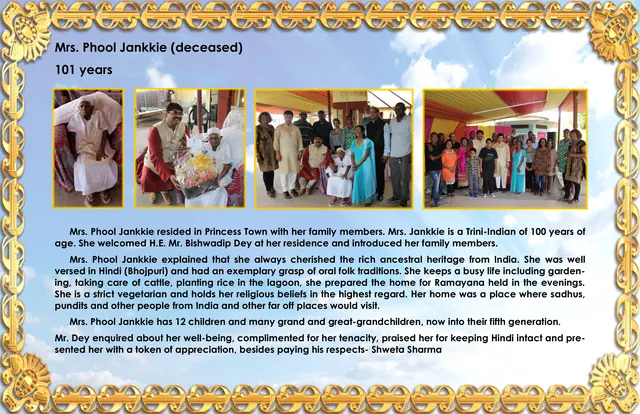 Mrs. Phool Jankkie (deceased)
101 years
Mrs. Phool Jankkie resided in Princess Town with her family members. Mrs. Jankkie is a Trini-Indian of 100 years of
age. She welcomed H.E. Mr. Bishwadip Dey at her residence and introduced her family members.
Mrs. Phool Jankkie explained that she always cherished the rich ancestral heritage from India. She was well
versed in Hindi (Bhojpuri) and had an exemplary grasp of oral folk traditions. She keeps a busy life including garden-
ing, taking care of cattle, planting rice in the lagoon, she prepared the home for Ramayana held in the evenings.
She is a strict vegetarian and holds her religious beliefs in the highest regard. Her home was a place where sadhus,
pundits and other people from India and other far off places would visit.
Mrs. Phool Jankkie has 12 children and many grand and great-grandchildren, now into their fifth generation.
Mr. Dey enquired about her well-being, complimented for her tenacity, praised her for keeping Hindi intact and pre-
sented her with a token of appreciation, besides paying his respects- Shweta Sharma